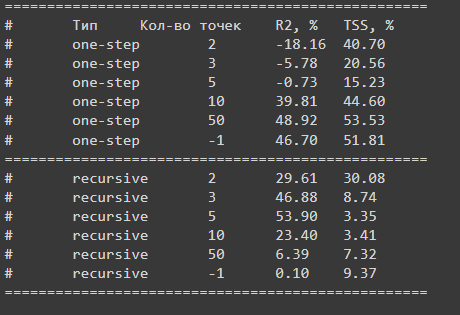 ==================================================
# Тип Кол-во точек R2, % TSS, %
# one-step 2 -18.16 40.70
# one-step 3 -5.78 20.56
# one-step 5 -0.73 15.23
# one-step 10 39.81 44.60
# one-step 50 48.92 53.53
# one-step -1 46.70 51.81
==================================================
# recursive 2 29.61 30.08
# recursive 3 46.88 8.74
# recursive 5 53.90 3.35
# recursive 10 23.40 3.41
# recursive 50 6.39 7.32
# recursive -1 0.10 9.37
==================================================